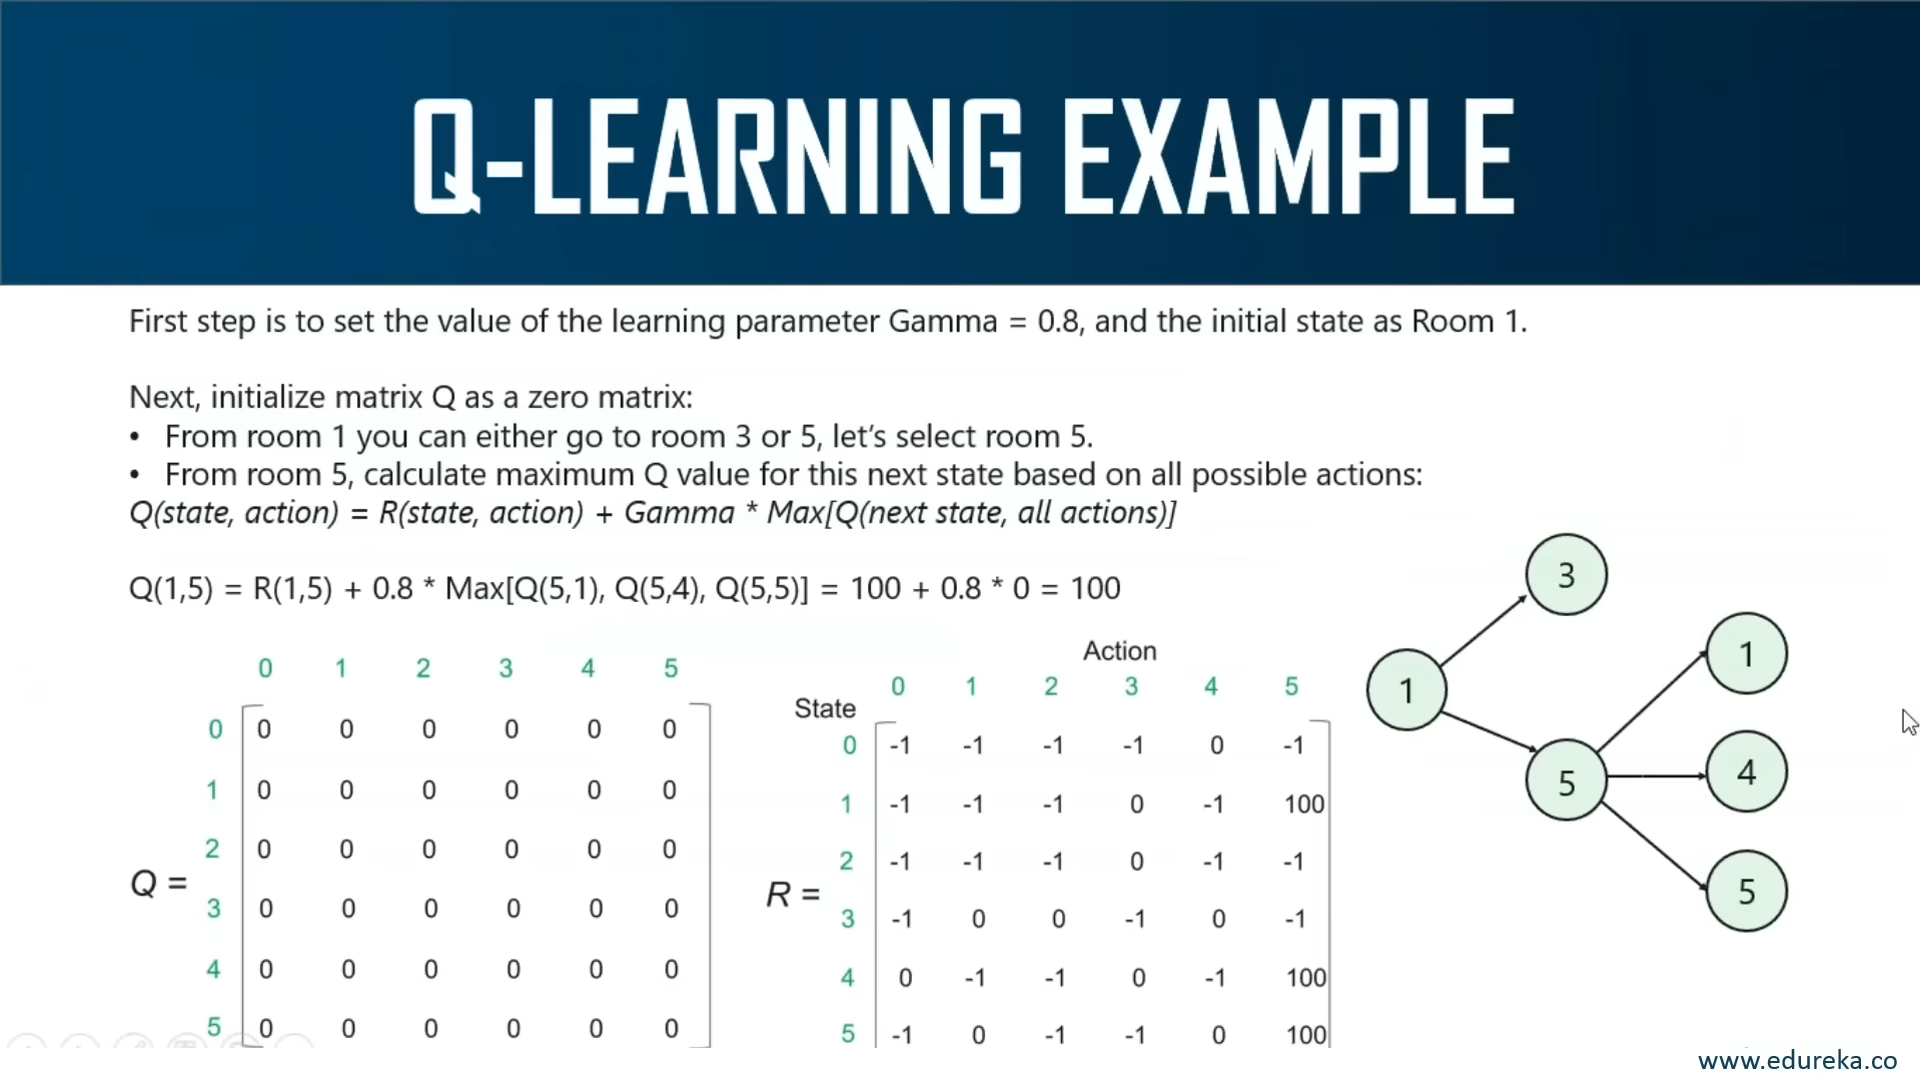 Q-LEARNING EXAMPLE
First step is to set the value of the learning parameter Gamma = 0.8, and the initial state as Room 1.
Next, initialize matrix Q as a zero matrix:
• From room 1 you can either go to room 3 or 5, let’s select room 5.
• From room 5, calculate maximum Q value for this next state based on all possible actions:
Q(state, action) = R(state, action) + Gamma * Max[Q(next state, all actions)]
Q(1,5) = R(1,5) + 0.8 * Max[Q(5,1), Q(5,4), Q(5,5)] = 100 + 0.8 * 0 = 100
0 1 2 3 4 5
0 0 0 0 0 0 0
1 0 0 0 0 0 0
2 0 0 0 0 0 0
Q =
3 0 0 0 0 0 0
4 0 0 0 0 0 0
5 0 0 0 0 0 0
Action
0 1 2 3 4 5
State
0 -1 -1 -1 -1 0 -1
1 -1 -1 -1 0 -1 100
2 -1 -1 -1 0 -1 -1
R =
3 -1 0 0 -1 0 -1
4 0 -1 -1 0 -1 100
5 -1 0 -1 -1 0 100
3
1
1
4
5
5
www.edureka.co